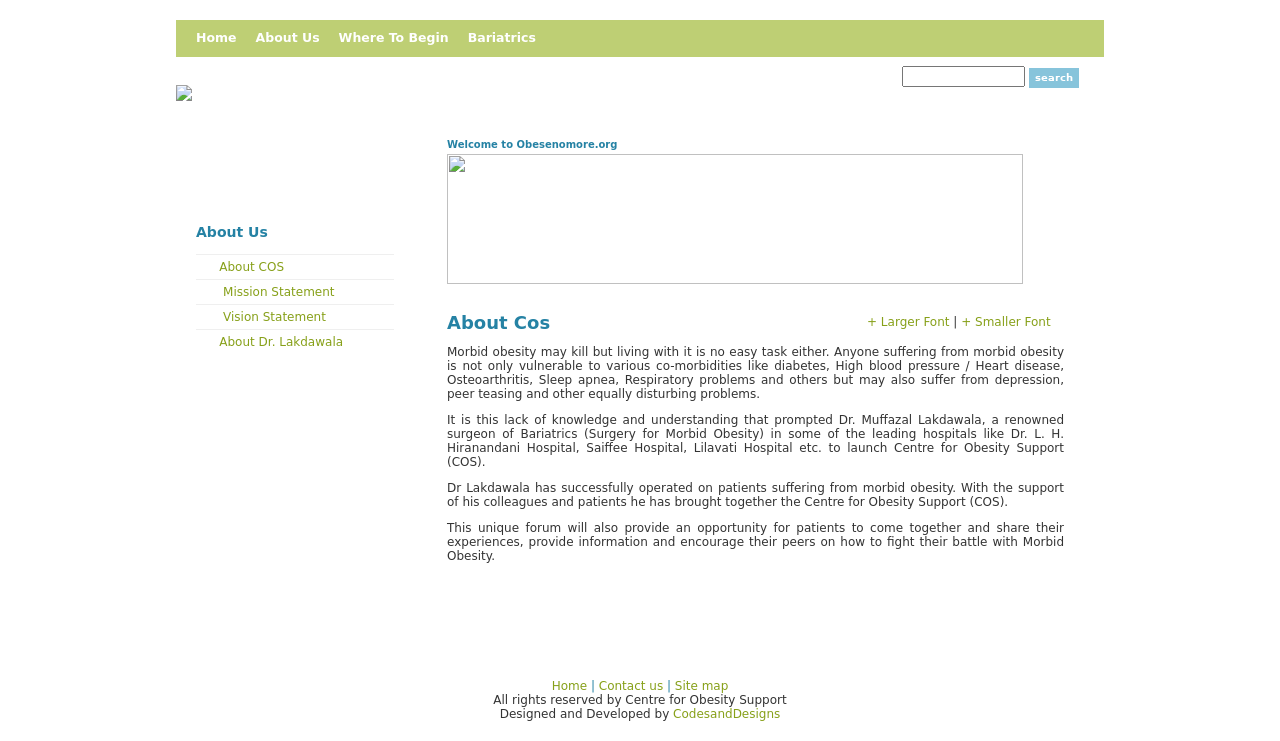 Home About Us Where To Begin Bariatrics
search
Welcome to Obesenomore.org
About Us
About COS
Mission Statement
Vision Statement
About Dr. Lakdawala
About Cos
+ Larger Font | + Smaller Font
Morbid obesity may kill but living with it is no easy task either. Anyone suffering from morbid obesity
is not only vulnerable to various co-morbidities like diabetes, High blood pressure / Heart disease,
Osteoarthritis, Sleep apnea, Respiratory problems and others but may also suffer from depression,
peer teasing and other equally disturbing problems.
It is this lack of knowledge and understanding that prompted Dr. Muffazal Lakdawala, a renowned
surgeon of Bariatrics (Surgery for Morbid Obesity) in some of the leading hospitals like Dr. L. H.
Hiranandani Hospital, Saiffee Hospital, Lilavati Hospital etc. to launch Centre for Obesity Support
(COS).
Dr Lakdawala has successfully operated on patients suffering from morbid obesity. With the support
of his colleagues and patients he has brought together the Centre for Obesity Support (COS).
This unique forum will also provide an opportunity for patients to come together and share their
experiences, provide information and encourage their peers on how to fight their battle with Morbid
Obesity.
Home | Contact us | Site map
All rights reserved by Centre for Obesity Support
Designed and Developed by CodesandDesigns